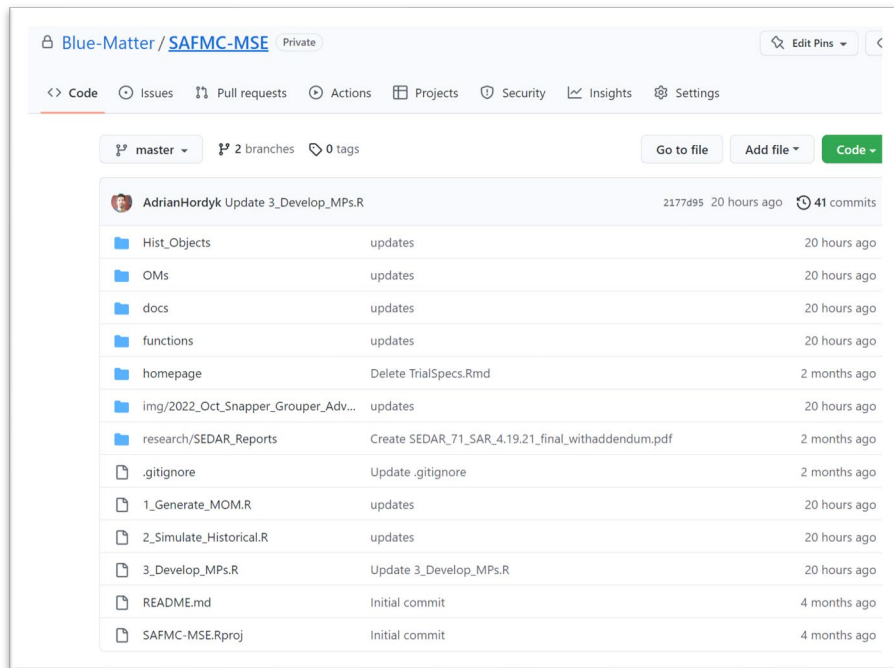 Blue-Matter / SAFMC-MSE Private Edit Pins
Code Issues Pull requests Actions Projects Security Insights Settings
master 2 branches 0 tags Go to file Add file Code
AdrianHordyk Update 3_Develop_MPs.R 2177d95 20 hours ago 41 commits
Hist_Objects updates 20 hours ago
OMs updates 20 hours ago
docs updates 20 hours ago
functions updates 20 hours ago
homepage Delete TrialSpecs.Rmd 2 months ago
img/2022_Oct_Snapper_Grouper_Adv... updates 20 hours ago
research/SEDAR_Reports Create SEDAR_71_SAR_4.19.21_final_withaddendum.pdf 2 months ago
.gitignore Update .gitignore 2 months ago
1_Generate_MOM.R updates 20 hours ago
2_Simulate_Historical.R updates 20 hours ago
3_Develop_MPs.R Update 3_Develop_MPs.R 20 hours ago
README.md Initial commit 4 months ago
SAFMC-MSE.Rproj Initial commit 4 months ago